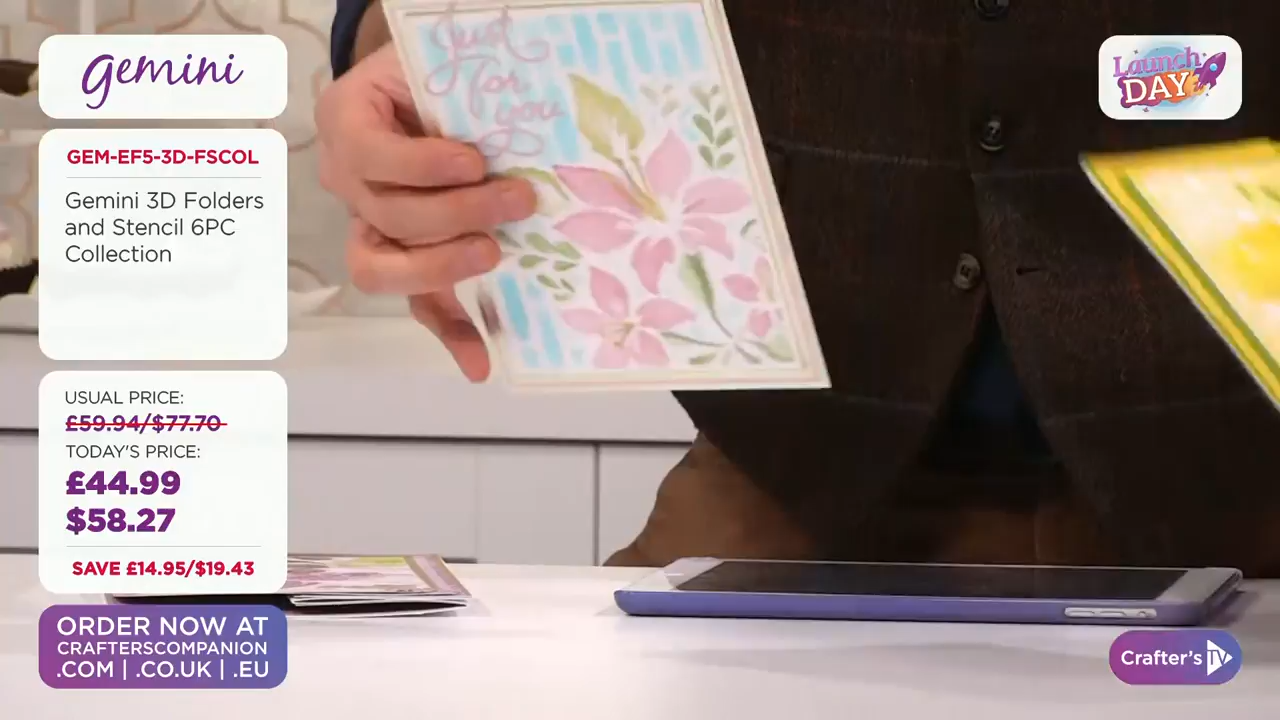 gemini
GEM-EF5-3D-FSCOL
Gemini 3D Folders
and Stencil 6PC
Collection
USUAL PRICE:
£59.94/$77.70
TODAY'S PRICE:
£44.99
$58.27
SAVE £14.95/$19.43
ORDER NOW AT
CRAFTERSCOMPANION
.COM | .CO.UK | .EU
Just
for
you
Launch
DAY
Crafter's TV